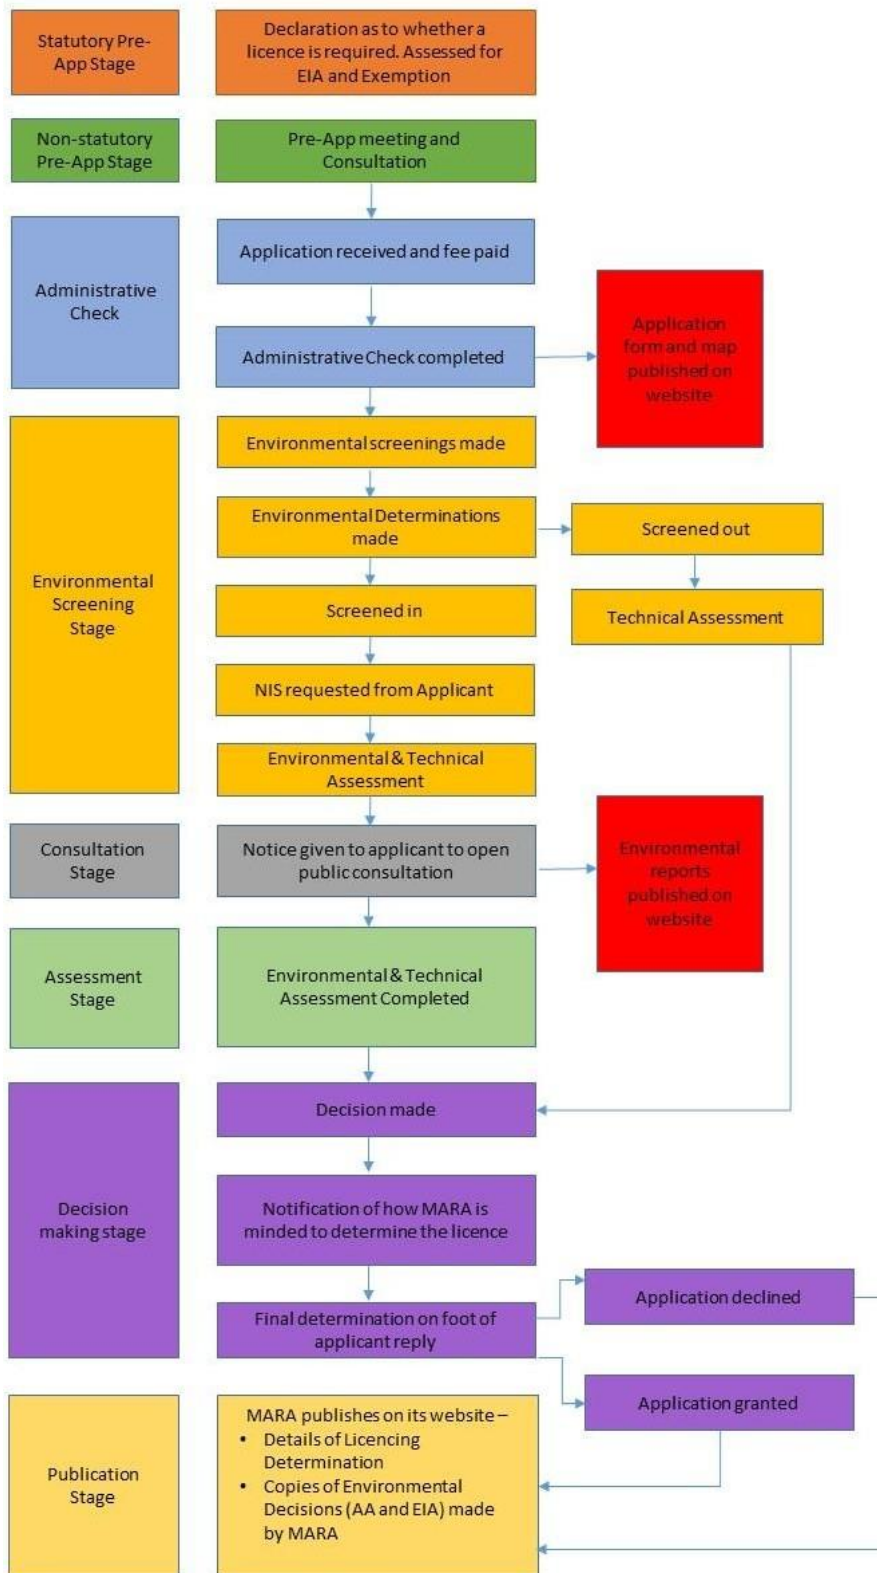 Statutory Pre-
App Stage
Declaration as to whether a
licence is required. Assessed for
EIA and Exemption
Non-statutory
Pre-App Stage
Pre-App meeting and
Consultation
Administrative
Check
Application received and fee paid
Administrative Check completed
Application
form and map
published on
website
Environmental
Screening
Stage
Environmental screenings made
Environmental Determinations
made
Screened out
Screened in
Technical Assessment
NIS requested from Applicant
Environmental & Technical
Assessment
Consultation
Stage
Notice given to applicant to open
public consultation
Environmental
reports
published on
website
Assessment
Stage
Environmental & Technical
Assessment Completed
Decision
making stage
Decision made
Notification of how MARA is
minded to determine the licence
Final determination on foot of
applicant reply
Application declined
Application granted
Publication
Stage
MARA publishes on its website –
• Details of Licencing
Determination
• Copies of Environmental
Decisions (AA and EIA) made
by MARA